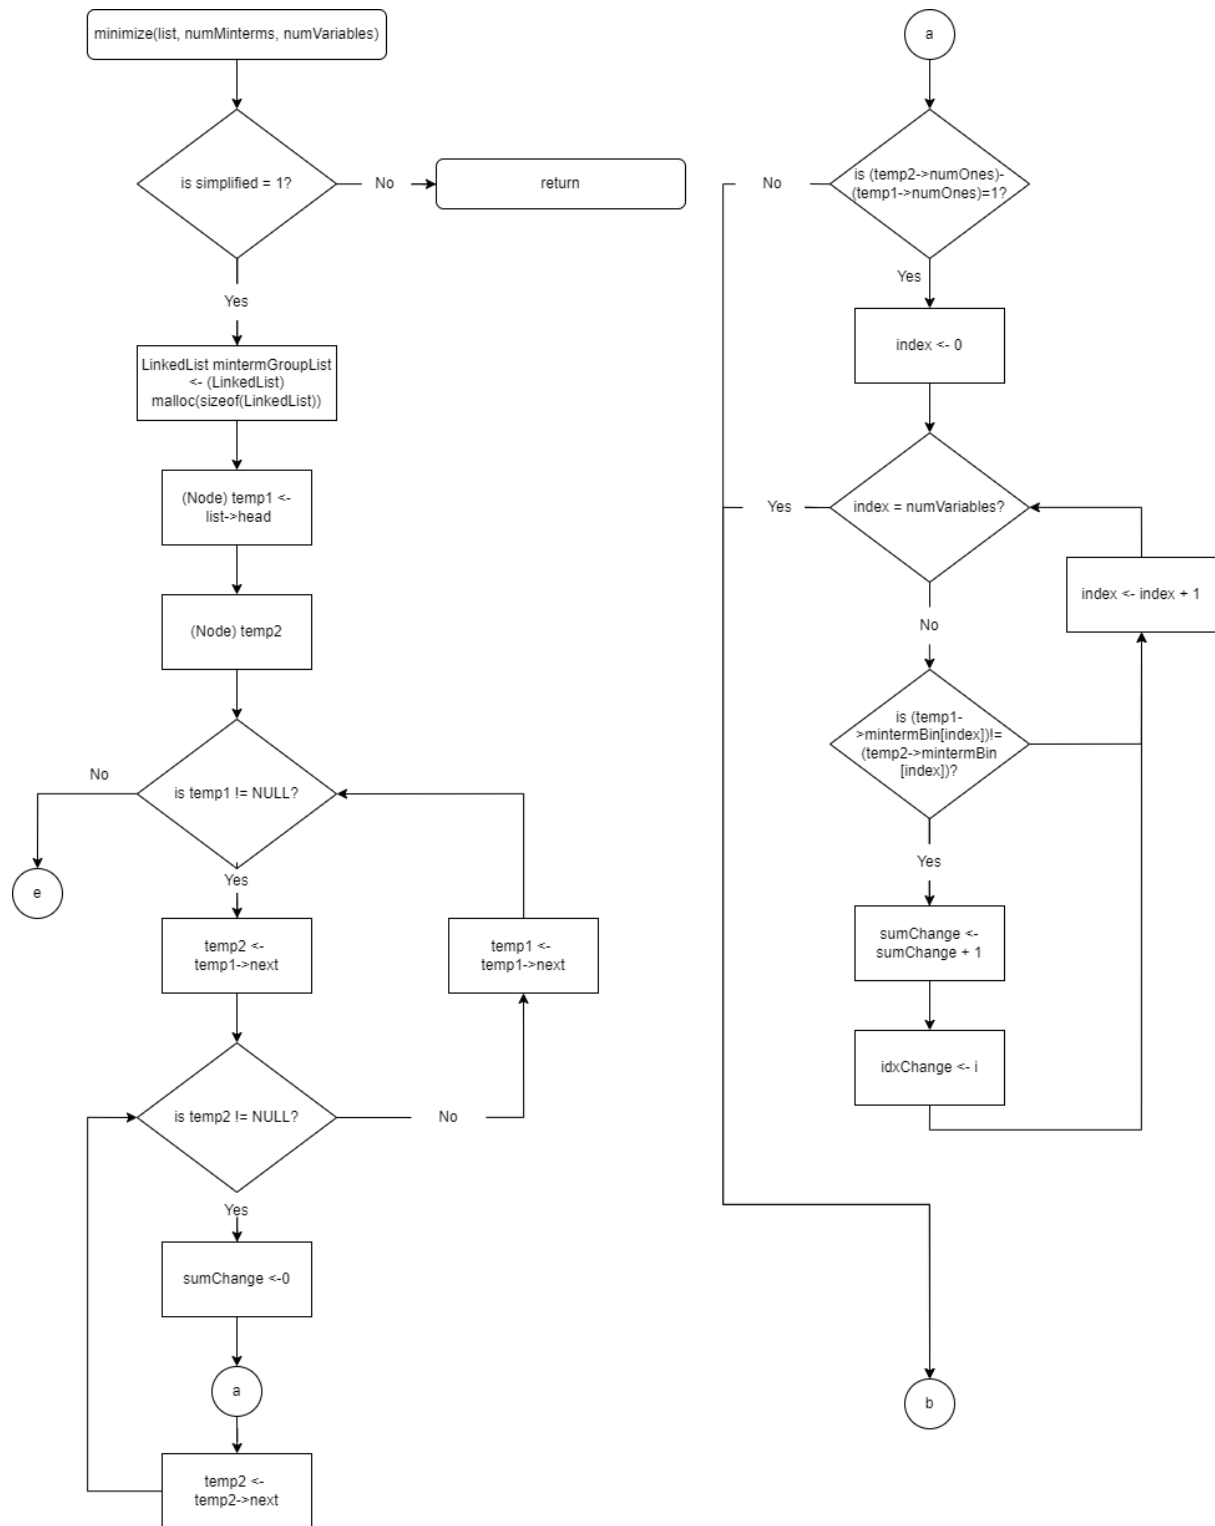 minimize(list, numMinterms, numVariables)
is simplified = 1?
No
return
Yes
LinkedList mintermGroupList
<- (LinkedList)
malloc(sizeof(LinkedList))
(Node) temp1 <-
list->head
(Node) temp2
is temp1 != NULL?
No
e
Yes
temp2 <-
temp1->next
temp1 <-
temp1->next
is temp2 != NULL?
No
Yes
sumChange <-0
a
temp2 <-
temp2->next
a
is (temp2->numOnes)-
(temp1->numOnes)=1?
No
Yes
index <- 0
index = numVariables?
Yes
index <- index + 1
No
is (temp1-
>mintermBin[index])!=
(temp2->mintermBin
[index])?
Yes
sumChange <-
sumChange + 1
idxChange <- i
b